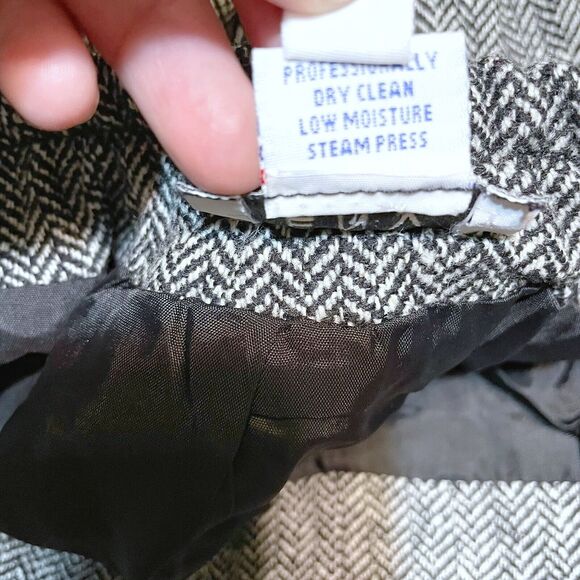 PROFESSIONALLY
DRY CLEAN
LOW MOISTURE
STEAM PRESS